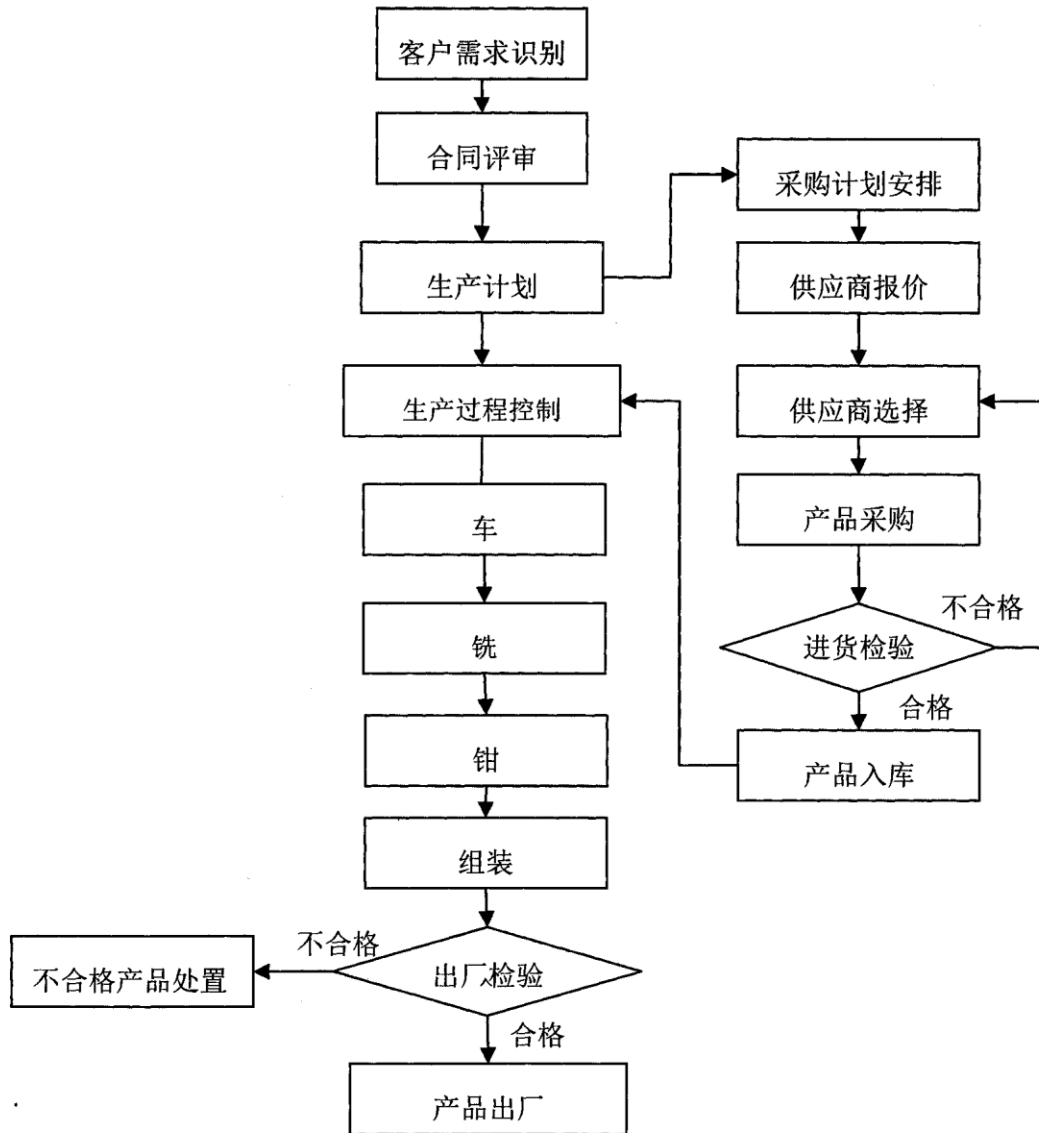 客户需求识别
合同评审
生产计划
生产过程控制
车
铣
钳
组装
出厂检验
不合格
不合格产品处置
合格
产品出厂
采购计划安排
供应商报价
供应商选择
产品采购
进货检验
不合格
合格
产品入库